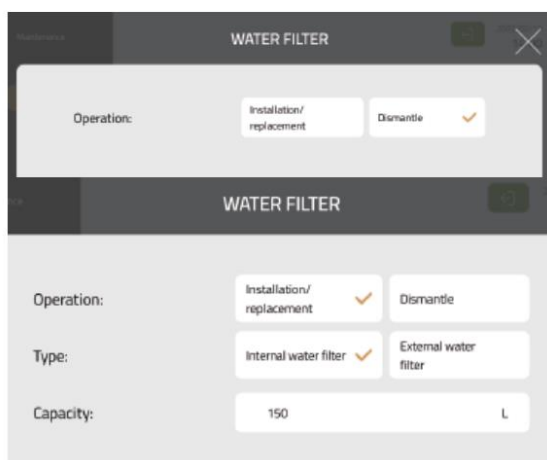 Maintenance
WATER FILTER
Operation:
Installation/
replacement
Dismantle
WATER FILTER
Operation:
Installation/
replacement
Dismantle
Type:
Internal water filter
External water
filter
Capacity:
150
L